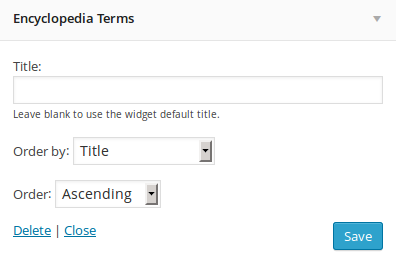 Encyclopedia Terms
Title:
Leave blank to use the widget default title.
Order by: Title
Order: Ascending
Delete | Close
Save